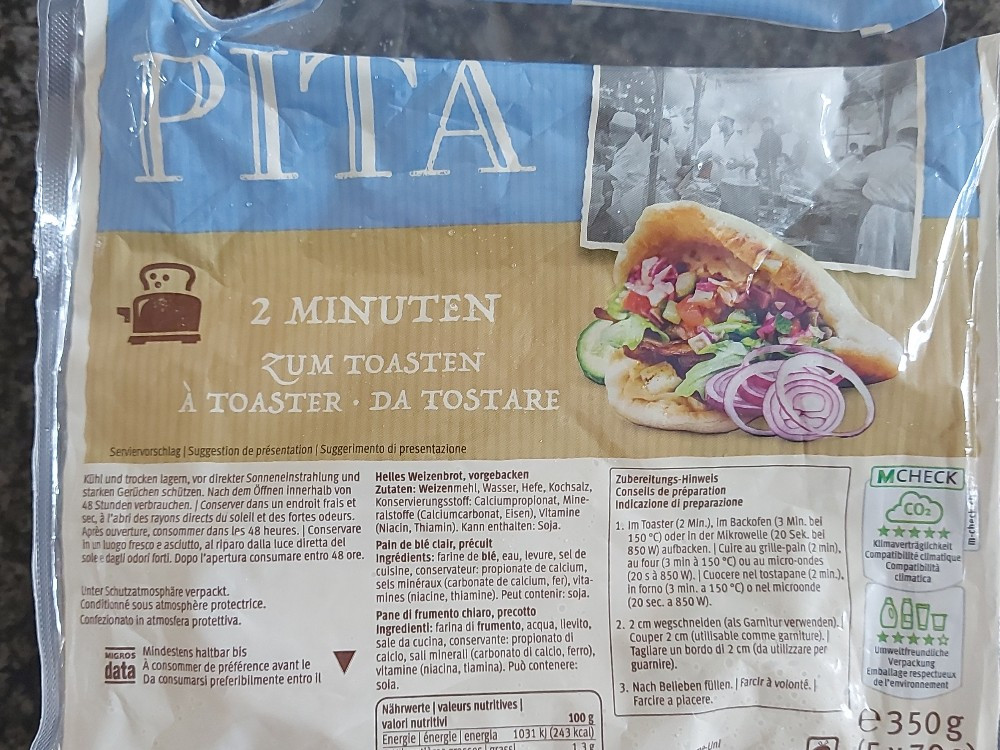 PITA
2 MINUTEN
ZUM TOASTEN
À TOASTER · DA TOSTARE
Serviervorschlag | Suggestion de présentation | Suggerimento di presentazione
Kühl und trocken lagern, vor direkter Sonneneinstrahlung und
starken Gerüchen schützen. Nach dem Öffnen innerhalb von
48 Stunden verbrauchen. | Conserver dans un endroit frais et
sec, à l'abri des rayons directs du soleil et des fortes odeurs.
Après ouverture, consommer dans les 48 heures. | Conservare
in un luogo fresco e asciutto, al riparo dalla luce diretta del
sole e dagli odori forti. Dopo l'apertura consumare entro 48 ore.
Unter Schutzatmosphäre verpackt.
Conditionné sous atmosphère protectrice.
Confezionato in atmosfera protettiva.
MIGROS
data
Mindestens haltbar bis
À consommer de préférence avant le
Da consumarsi preferibilmente entro il
Helles Weizenbrot, vorgebacken
Zutaten: Weizenmehl, Wasser, Hefe, Kochsalz,
Konservierungsstoff: Calciumpropionat, Mine-
ralstoffe (Calciumcarbonat, Eisen), Vitamine
(Niacin, Thiamin). Kann enthalten: Soja.
Pain de blé clair, précuit
Ingrédients: farine de blé, eau, levure, sel de
cuisine, conservateur: propionate de calcium,
sels minéraux (carbonate de calcium, fer), vita-
mines (niacine, thiamine). Peut contenir: soja.
Pane di frumento chiaro, precotto
Ingredienti: farina di frumento, acqua, lievito,
sale da cucina, conservante: propionato di
calcio, sali minerali (carbonato di calcio, ferro),
vitamine (niacina, tiamina). Può contenere:
soia.
Nährwerte | valeurs nutritives |
valori nutritivi 100 g
Energie | énergie | energia 1031 kJ (243 kcal)
1.3 g
Zubereitungs-Hinweis
Conseils de préparation
Indicazione di preparazione
1. Im Toaster (2 Min.), im Backofen (3 Min. bei
150 °C) oder in der Mikrowelle (20 Sek. bei
850 W) aufbacken. | Cuire au grille-pain (2 min),
au four (3 min à 150 °C) ou au micro-ondes
(20 s à 850 W). | Cuocere nel tostapane (2 min.),
in forno (3 min. a 150 °C) o nel microonde
(20 sec. a 850 W).
2. 2 cm wegschneiden (als Garnitur verwenden). |
Couper 2 cm (utilisable comme garniture). |
Tagliare un bordo di 2 cm (da utilizzare per
guarnire).
3. Nach Belieben füllen. | Farcir à volonté. |
Farcire a piacere.
MCHECK
CO₂
Klimaverträglichkeit
Compatibilité climatique
Compatibilità
climatica
m-check
Umweltfreundliche
Verpackung
Emballage respectueux
de l'environnement
e 350 g